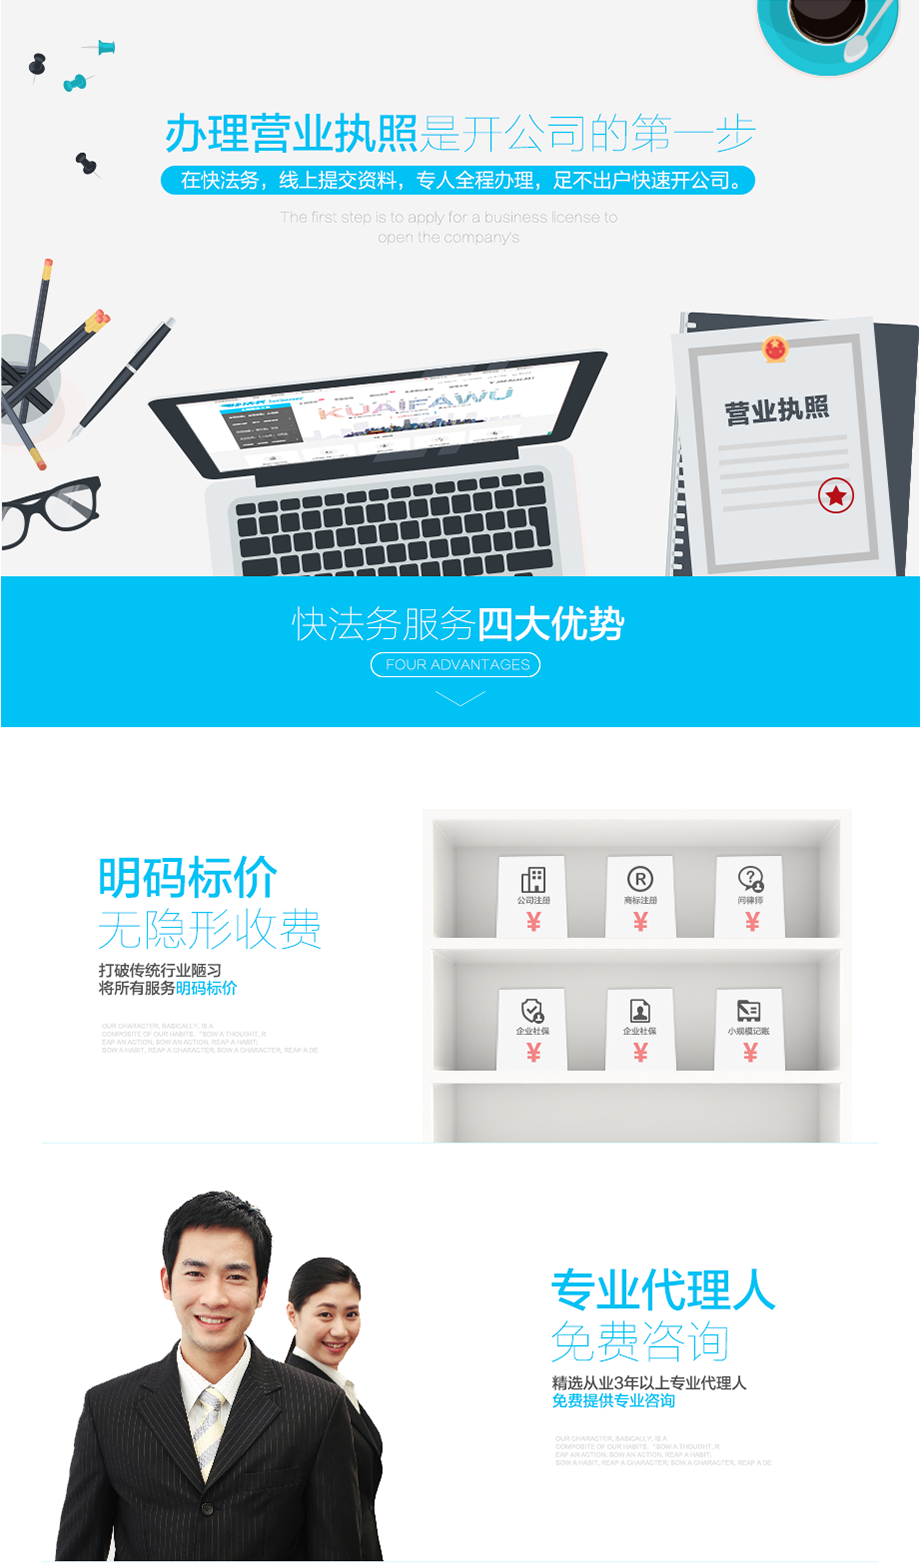 办理营业执照是开公司的第一步
在快法务，线上提交资料，专人全程办理，足不出户快速开公司。
The first step is to apply for a business license to
open the company's
KUAIFAWU
营业执照
快法务服务四大优势
FOUR ADVANTAGES
明码标价
无隐形收费
打破传统行业陋习
将所有服务明码标价
OUR CHARACTER, BASICALLY, IS A
COMPOSITE OF OUR HABITS. "SOW A THOUGHT, R
EAP AN ACTION; SOW AN ACTION, REAP A HABIT;
SOW A HABIT, REAP A CHARACTER; SOW A CHARACTER, REAP A DE
R
公司注册 商标注册 问律师
¥ ¥ ¥
企业社保 企业社保 小规模记账
¥ ¥ ¥
专业代理人
免费咨询
精选从业3年以上专业代理人
免费提供专业咨询
OUR CHARACTER, BASICALLY, IS A
COMPOSITE OF OUR HABITS. "SOW A THOUGHT, R
EAP AN ACTION; SOW AN ACTION, REAP A HABIT;
SOW A HABIT, REAP A CHARACTER; SOW A CHARACTER, REAP A DE